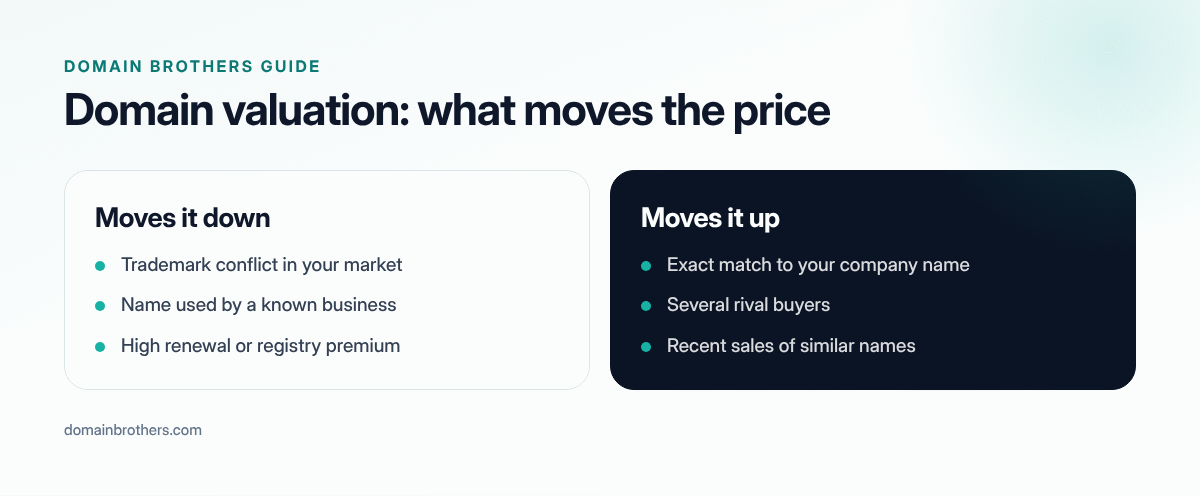 DOMAIN BROTHERS GUIDE
Domain valuation: what moves the price
Moves it down
Trademark conflict in your market
Name used by a known business
High renewal or registry premium
Moves it up
Exact match to your company name
Several rival buyers
Recent sales of similar names
domainbrothers.com